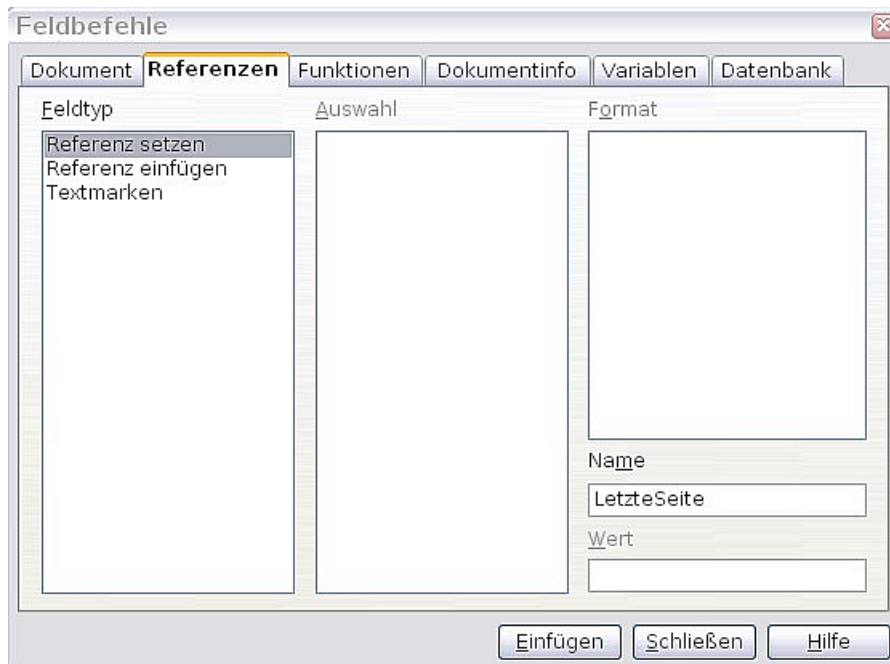 Feldbefehle
Dokument Referenzen Funktionen Dokumentinfo Variablen Datenbank
Feldtyp Auswahl Format
Referenz setzen
Referenz einfügen
Textmarken
Name
LetzteSeite
Wert
Einfügen Schließen Hilfe